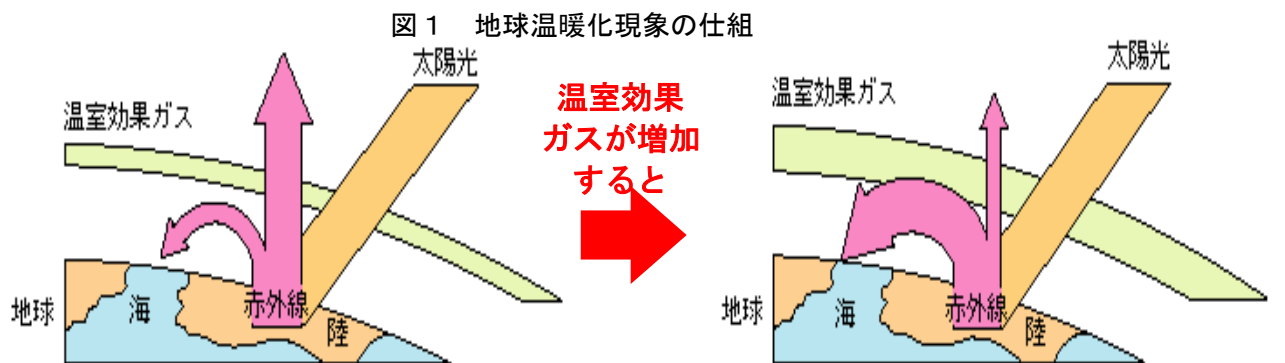 図１　地球温暖化現象の仕組
太陽光
温室効果ガス
赤外線
地球
海
陸
温室効果
ガスが増加
すると
太陽光
温室効果ガス
赤外線
地球
海
陸